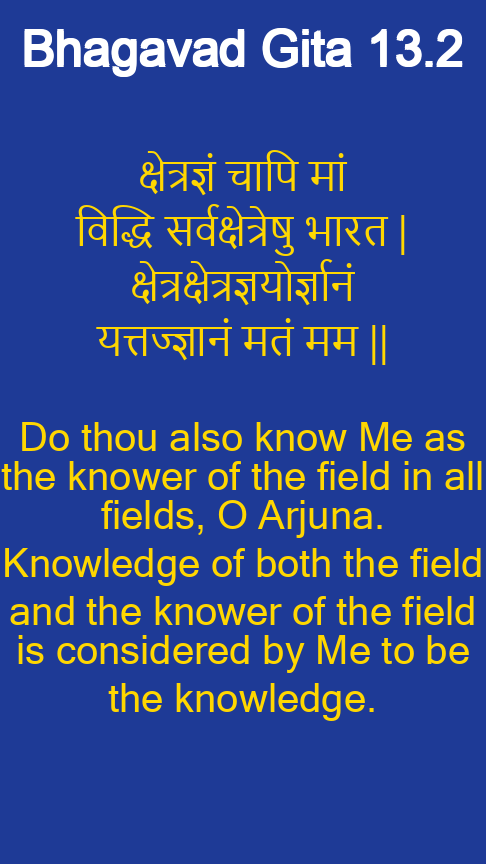 Bhagavad Gita 13.2
क्षेत्रज्ञं चापि मां
विद्धि सर्वक्षेत्रेषु भारत |
क्षेत्रक्षेत्रज्ञयोर्ज्ञानं
यत्तज्ज्ञानं मतं मम ||
Do thou also know Me as
the knower of the field in all
fields, O Arjuna.
Knowledge of both the field
and the knower of the field
is considered by Me to be
the knowledge.